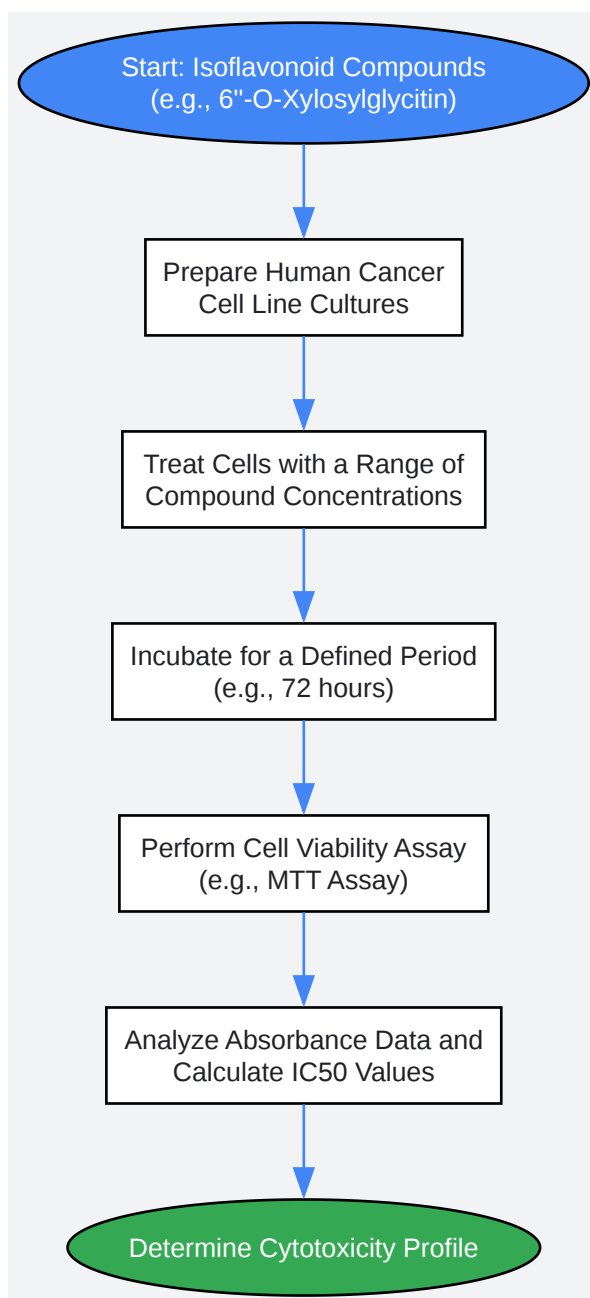 Start: Isoflavonoid Compounds
(e.g., 6"-O-Xylosylglycitin)
Prepare Human Cancer
Cell Line Cultures
Treat Cells with a Range of
Compound Concentrations
Incubate for a Defined Period
(e.g., 72 hours)
Perform Cell Viability Assay
(e.g., MTT Assay)
Analyze Absorbance Data and
Calculate IC50 Values
Determine Cytotoxicity Profile